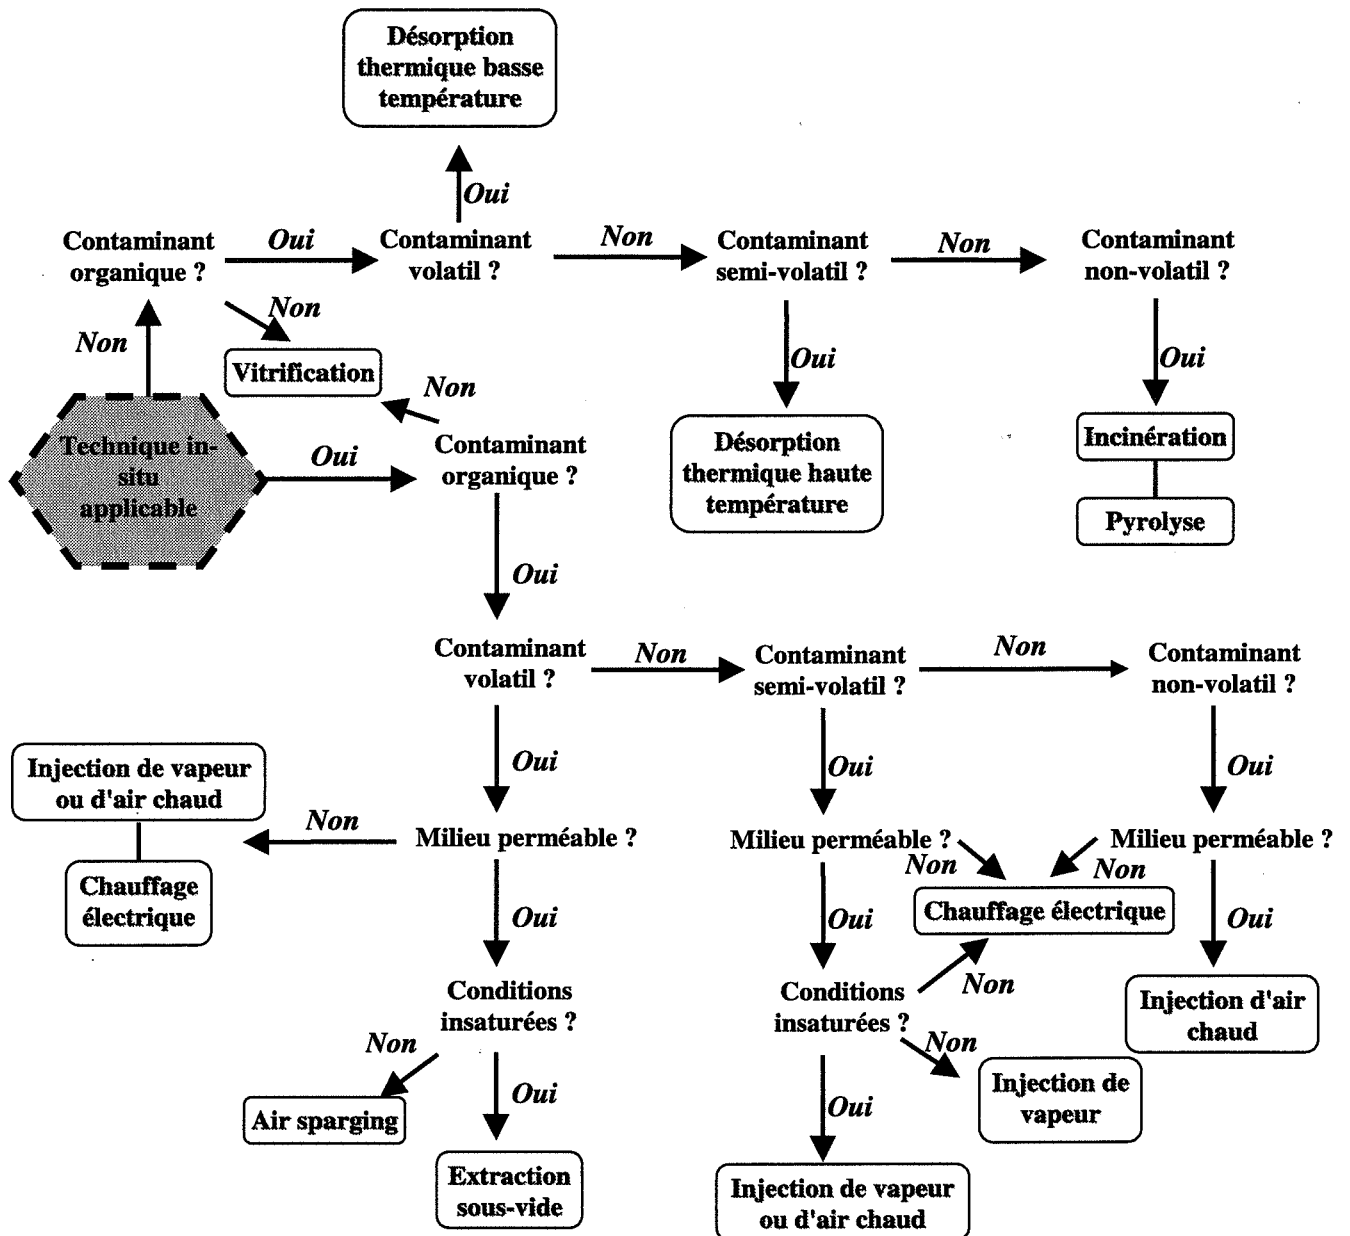 Désorption
thermique basse
température
Oui
Contaminant
organique ?
Oui
Contaminant
volatil ?
Non
Contaminant
semi-volatil ?
Non
Contaminant
non-volatil ?
Non
Non
Vitrification
Non
Oui
Oui
Technique in-
situ
applicable
Oui
Contaminant
organique ?
Désorption
thermique haute
température
Incinération
Pyrolyse
Oui
Contaminant
volatil ?
Non
Contaminant
semi-volatil ?
Non
Contaminant
non-volatil ?
Oui
Oui
Oui
Injection de vapeur
ou d'air chaud
Chauffage
électrique
Non
Milieu perméable ?
Milieu perméable ?
Non
Milieu perméable ?
Non
Chauffage électrique
Oui
Oui
Oui
Conditions
insaturées ?
Conditions
insaturées ?
Non
Injection d'air
chaud
Non
Air sparging
Oui
Extraction
sous-vide
Non
Injection de
vapeur
Oui
Injection de vapeur
ou d'air chaud